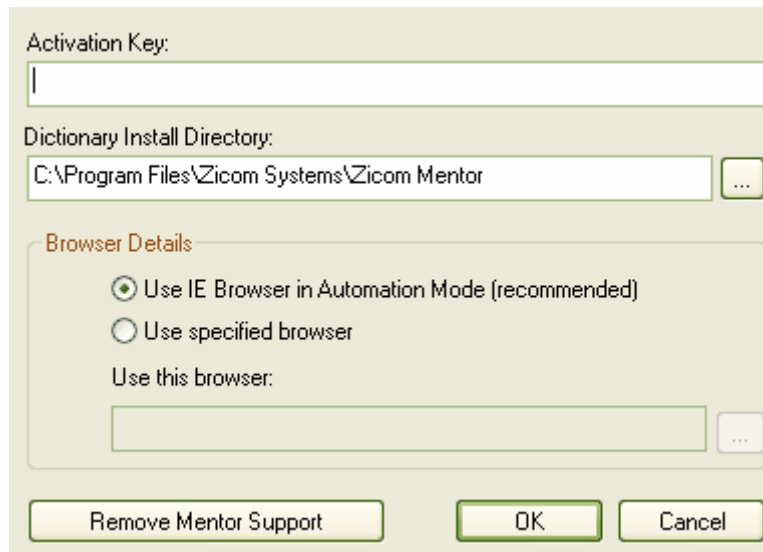 Activation Key:
Dictionary Install Directory:
C:\Program Files\Zicom Systems\Zicom Mentor
...
Browser Details
Use IE Browser in Automation Mode (recommended)
Use specified browser
Use this browser:
...
Remove Mentor Support
OK
Cancel